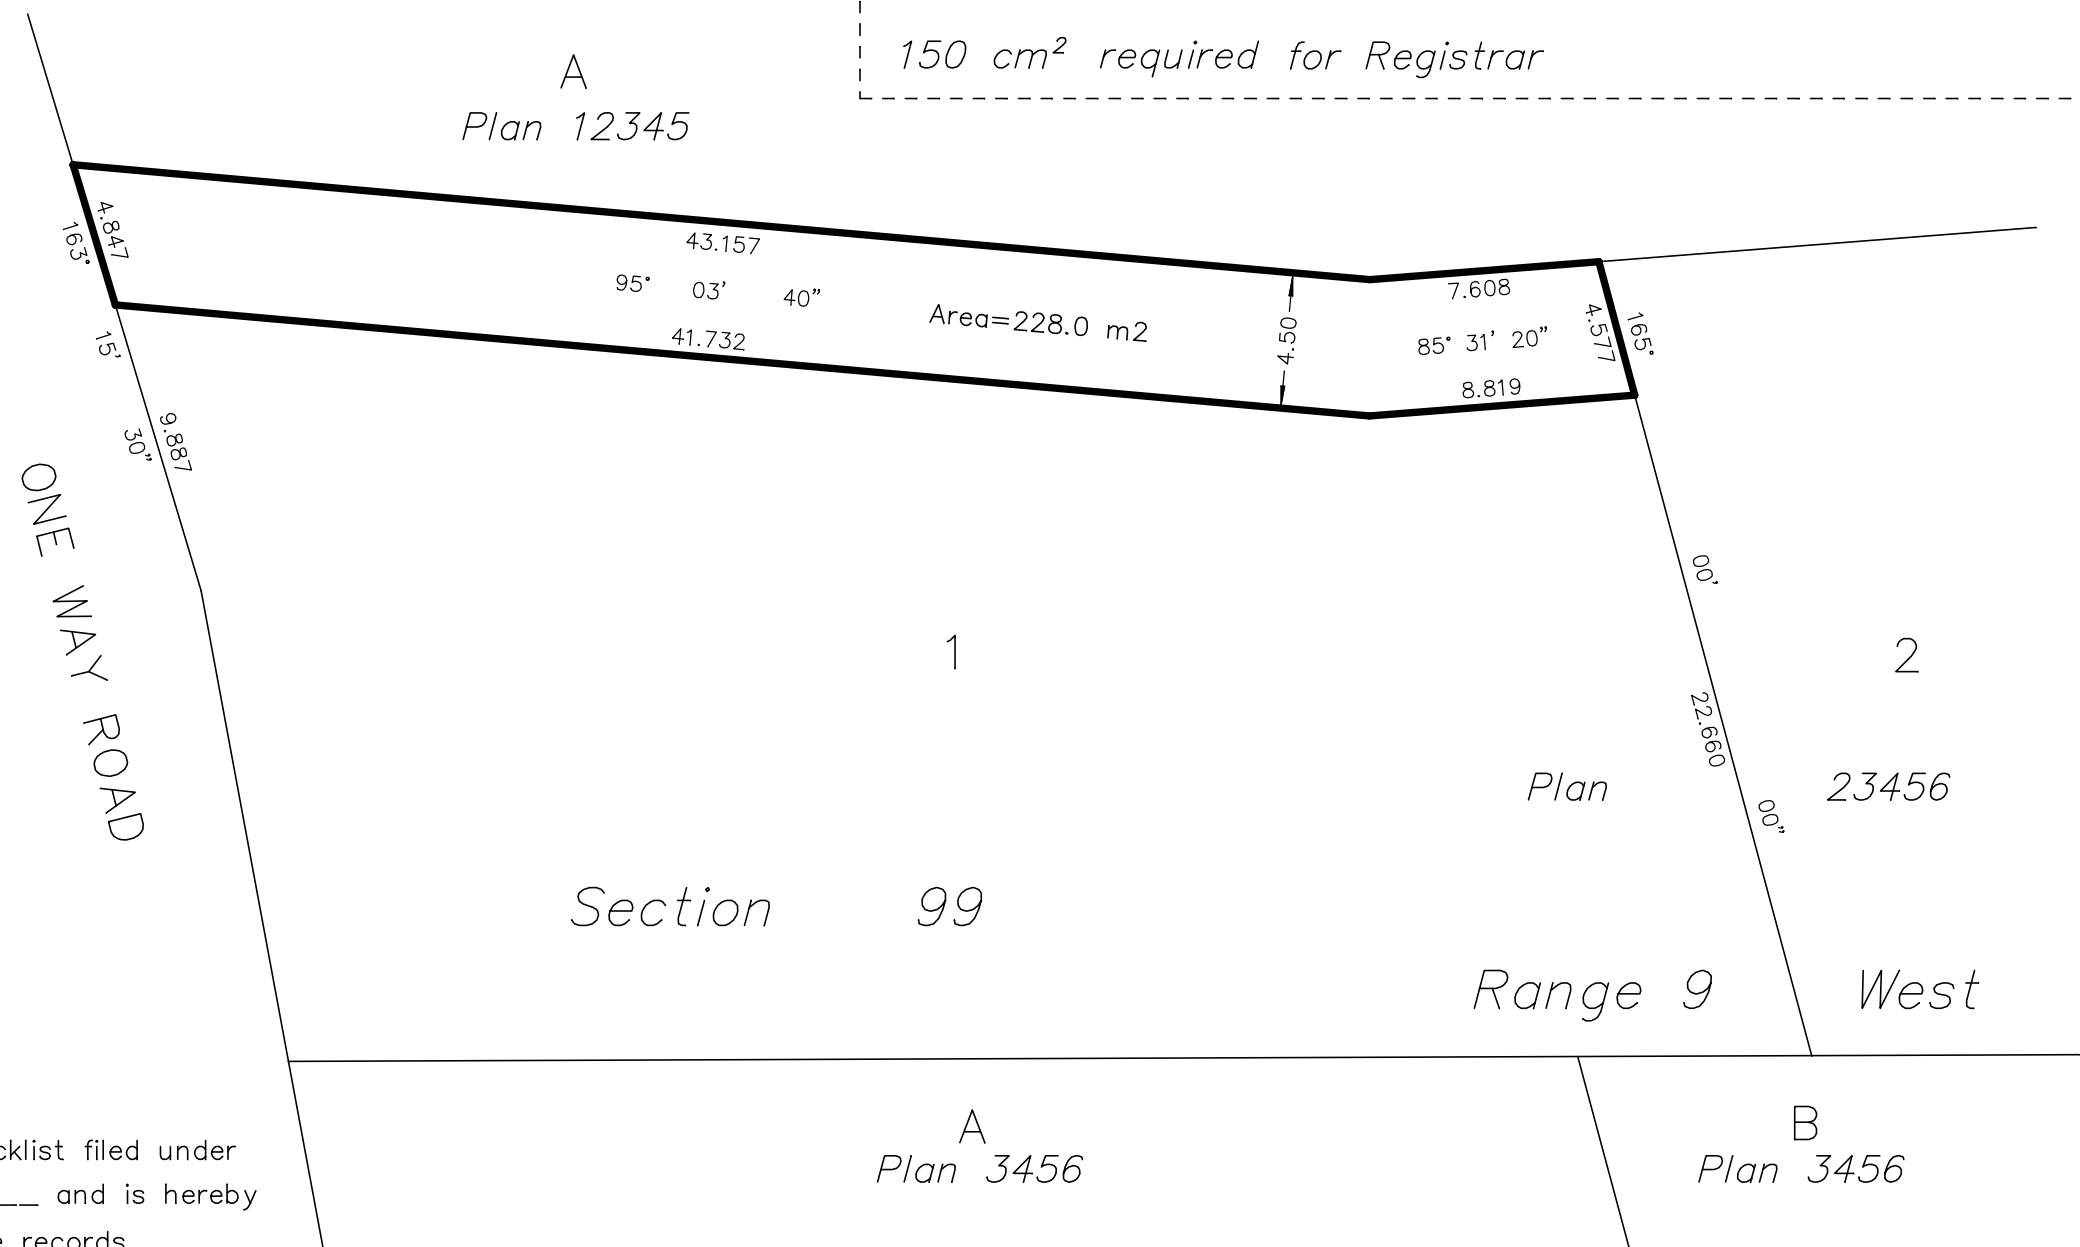 150 cm² required for Registrar
A
Plan 12345
4.847
163°
43.157
95° 03' 40"
Area=228.0 m2
41.732
4.50
7.608
85° 31' 20"
8.819
4.577
165°
15'
9.887
30"
ONE WAY ROAD
00'
1
2
22.660
Plan 23456
00"
Section 99
Range 9 West
A
Plan 3456
B
Plan 3456
cklist filed under
__ and is hereby
e records